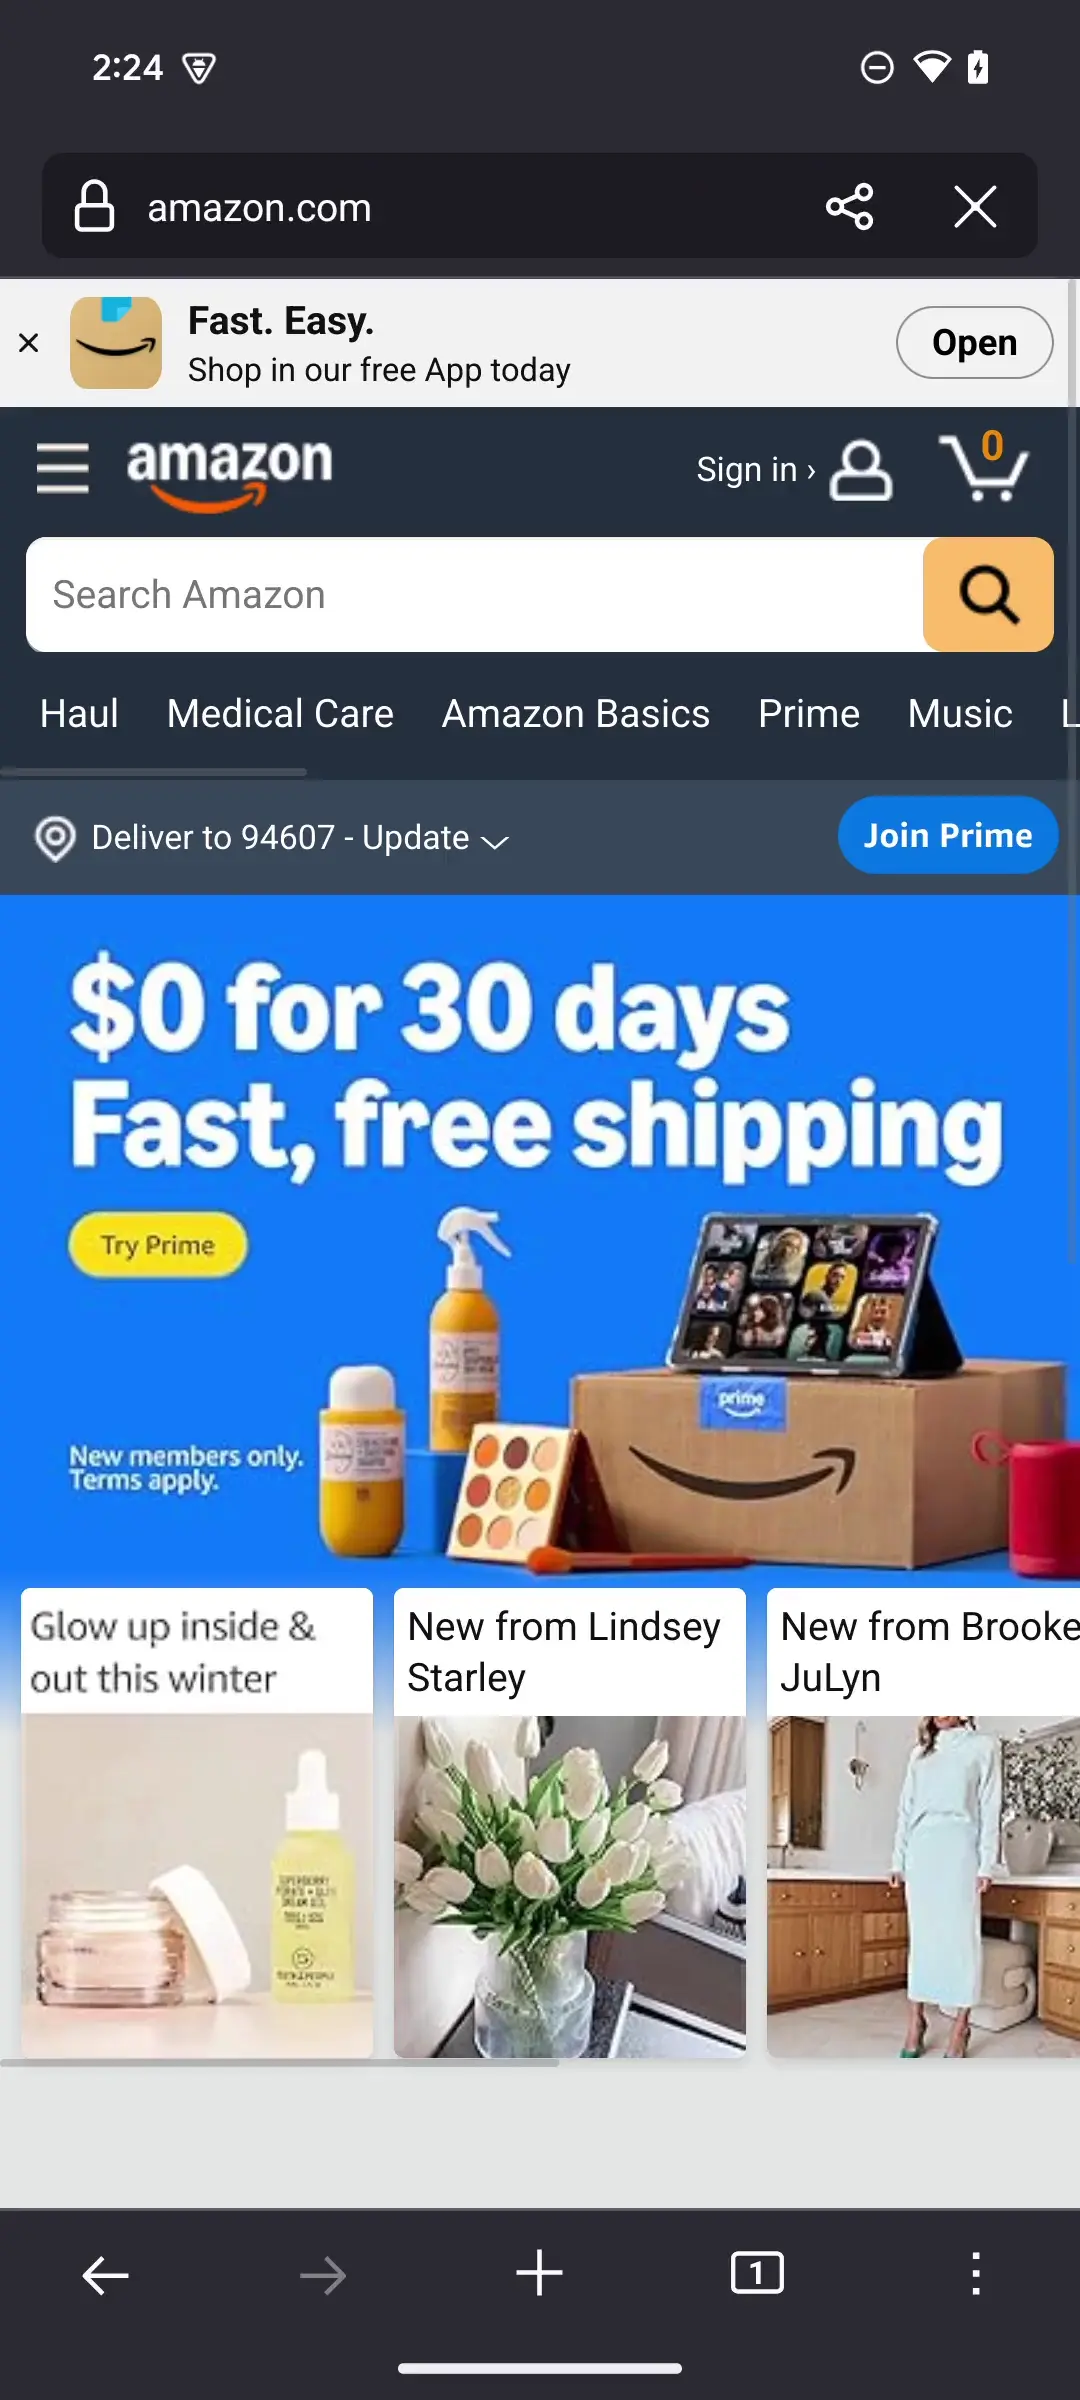 2:24
amazon.com
Fast. Easy.
Shop in our free App today
Open
amazon
Sign in ›
0
Search Amazon
Haul Medical Care Amazon Basics Prime Music L
Deliver to 94607 - Update
Join Prime
$0 for 30 days
Fast, free shipping
Try Prime
prime
New members only.
Terms apply.
Glow up inside &
out this winter
New from Lindsey
Starley
New from Brooke
JuLyn
1